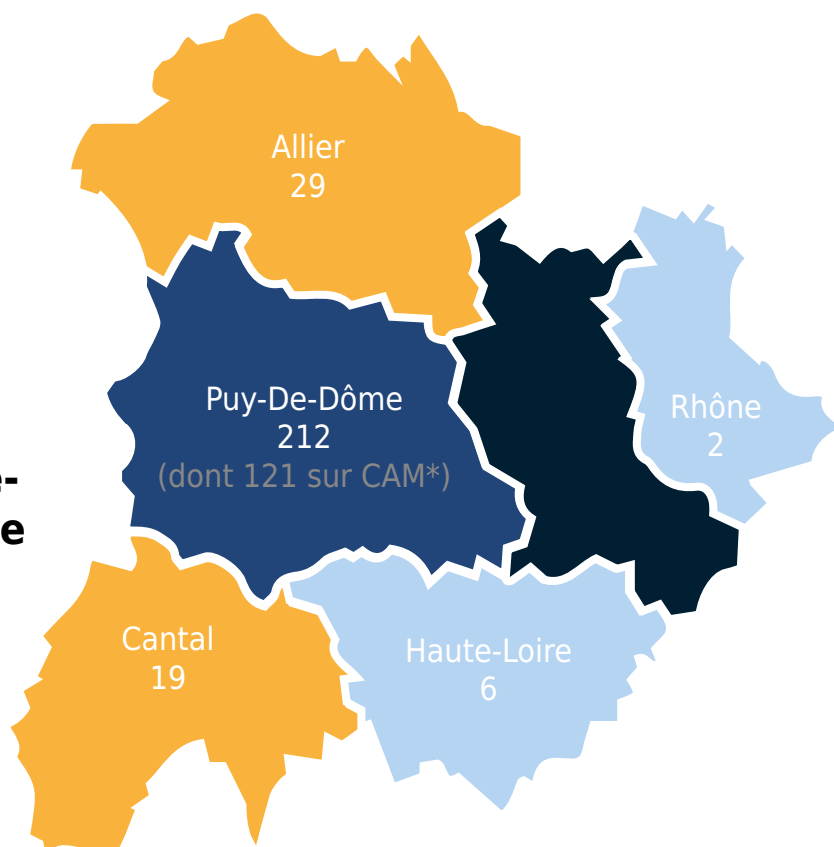 Allier
29
Puy-De-Dôme
212
(dont 121 sur CAM*)
Rhône
2
Cantal
19
Haute-Loire
6